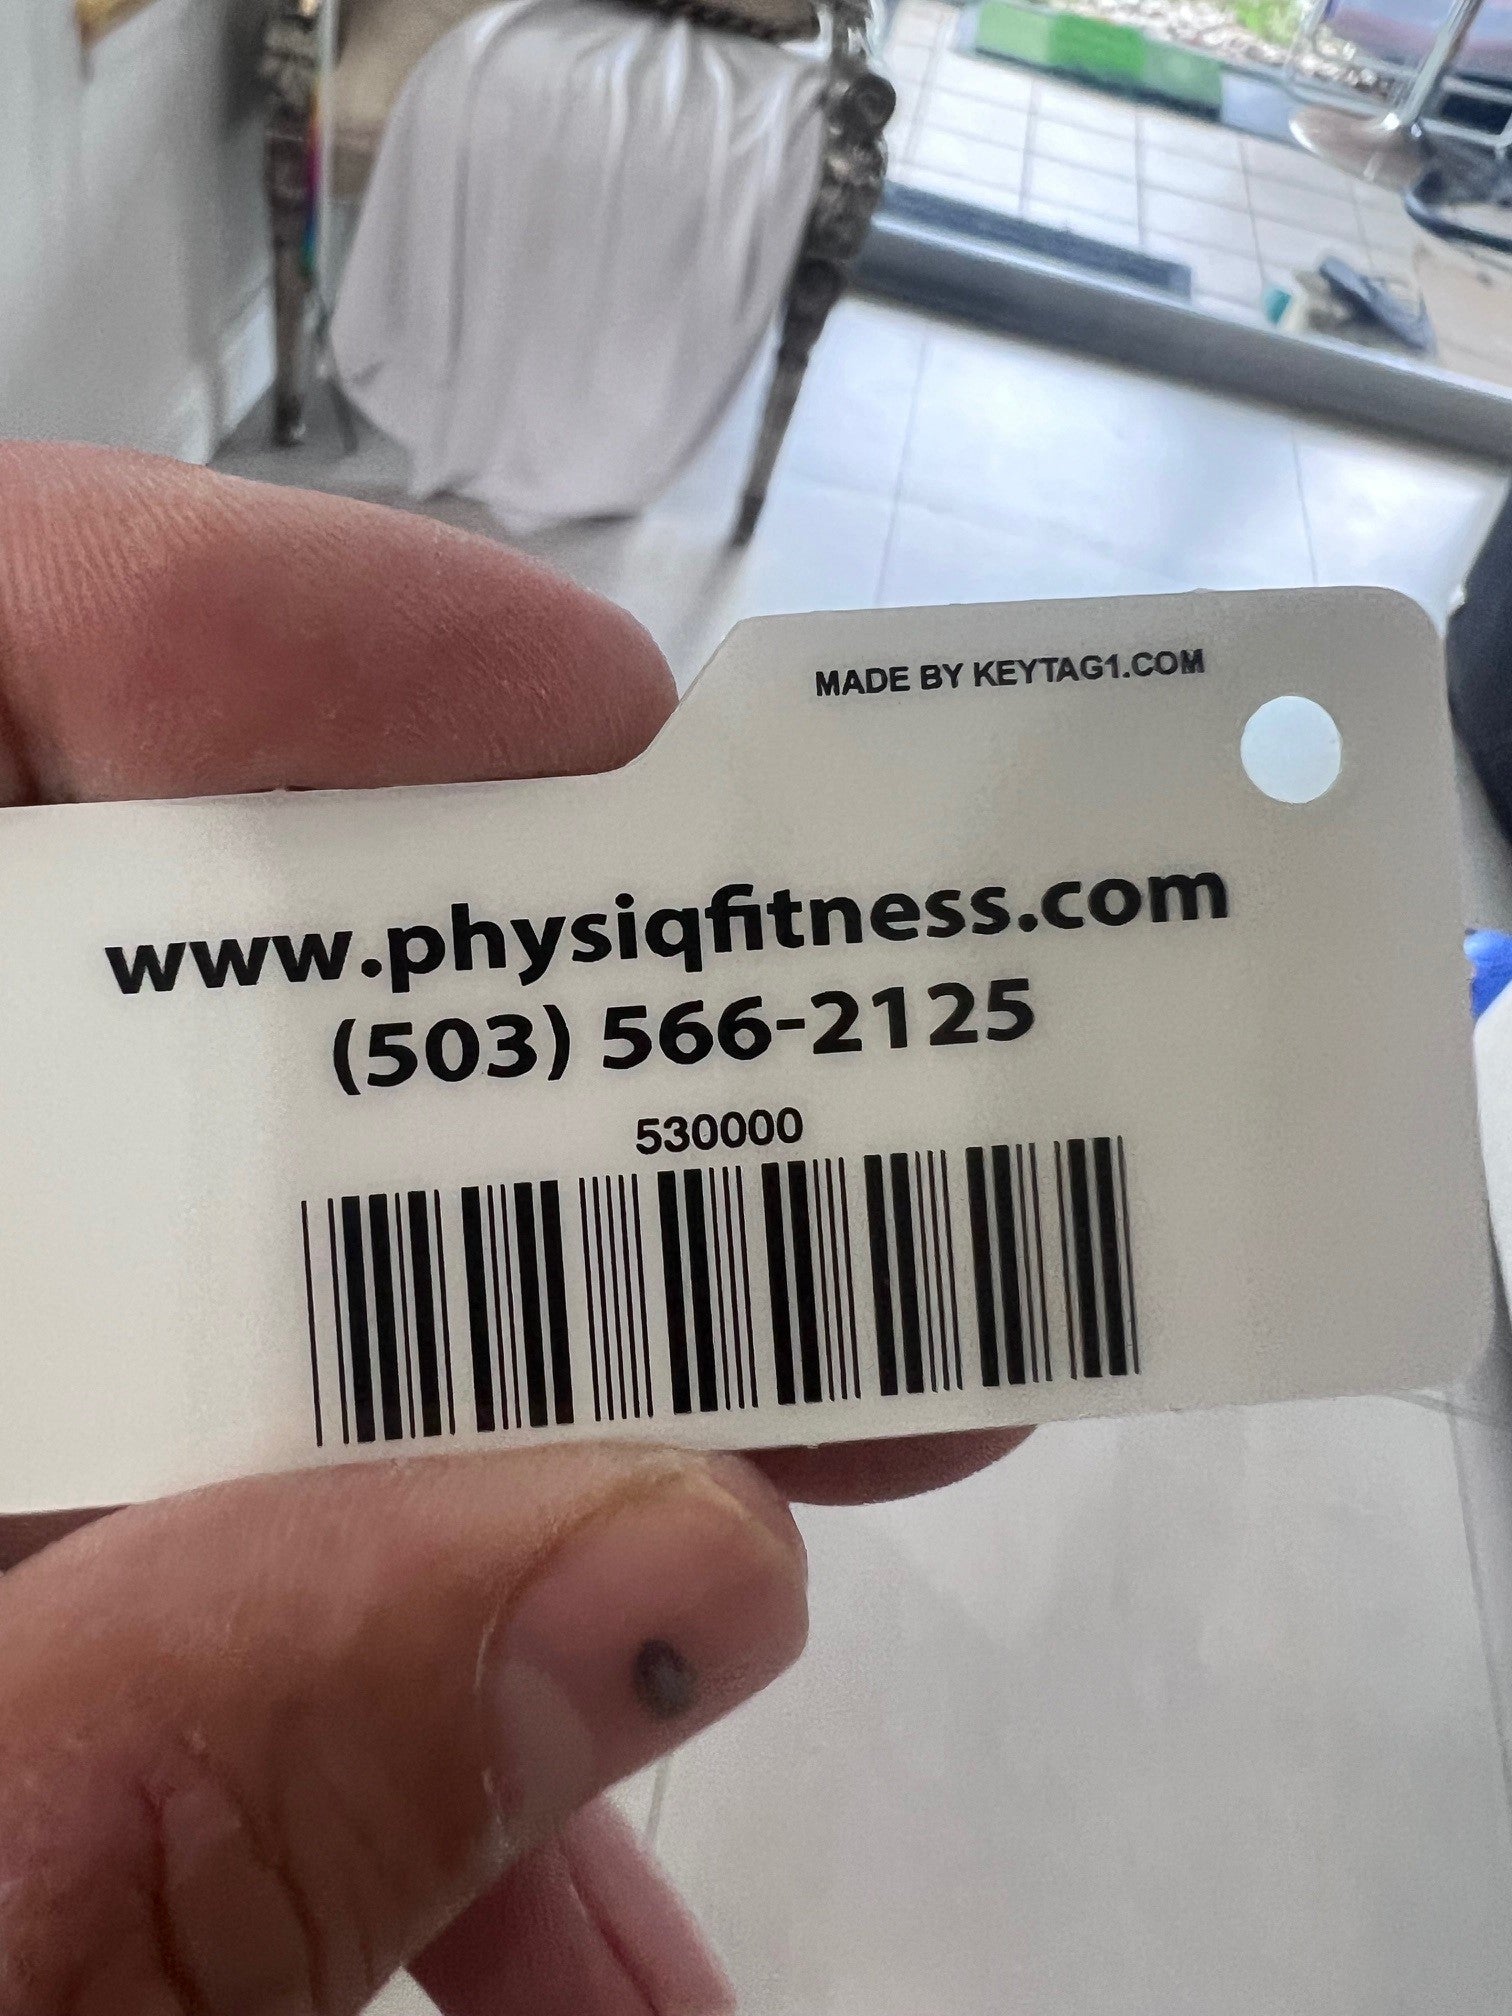 MADE BY KEYTAG1.COM
www.physiqfitness.com
(503) 566-2125
530000